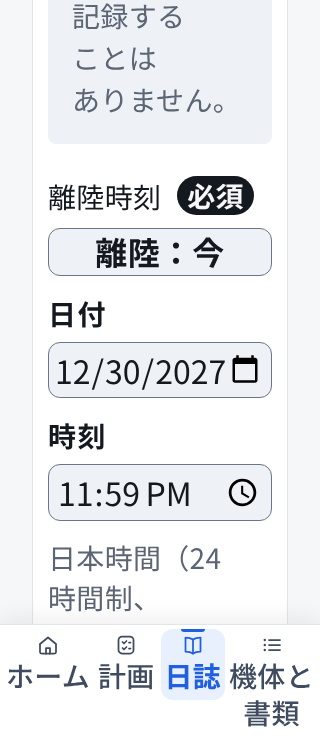 記録する
ことは
ありません。
離陸時刻 必須
離陸：今
日付
12/30/2027
時刻
11:59 PM
日本時間（24
時間制、
ホーム 計画 日誌 機体と
書類